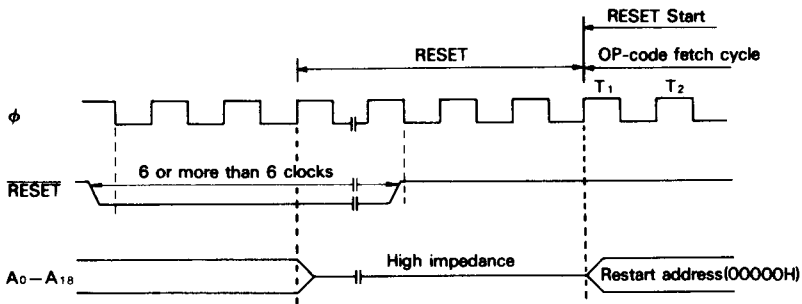 RESET Start
RESET
OP-code fetch cycle
T1
T2
φ
6 or more than 6 clocks
RESET
High impedance
A0—A18
Restart address(00000H)